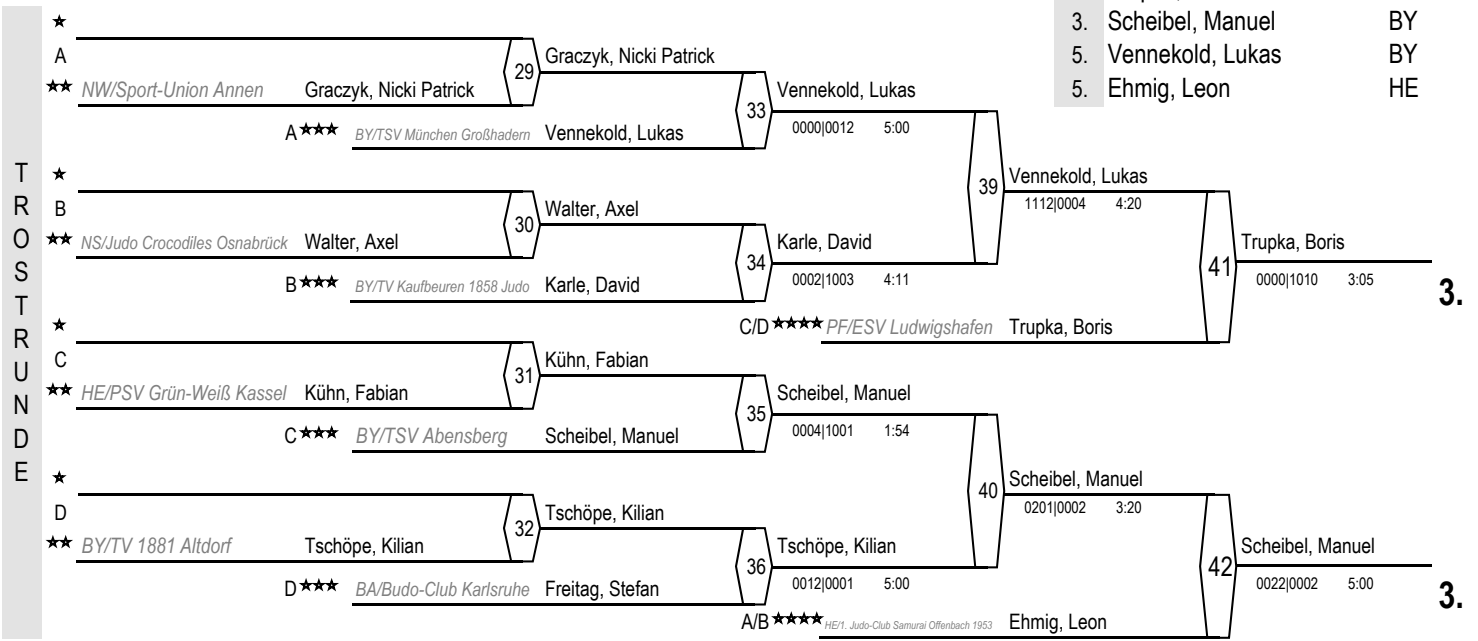 3. Scheibel, Manuel BY
5. Vennekold, Lukas BY
5. Ehmig, Leon HE
TROSTRUNDE
A
NW/Sport-Union Annen Graczyk, Nicki Patrick
29
Graczyk, Nicki Patrick
A BY/TSV München Großhadern Vennekold, Lukas
33
Vennekold, Lukas
0000|0012 5:00
B
NS/Judo Crocodiles Osnabrück Walter, Axel
30
Walter, Axel
B BY/TV Kaufbeuren 1858 Judo Karle, David
34
Karle, David
0002|1003 4:11
39
Vennekold, Lukas
1112|0004 4:20
C/D PF/ESV Ludwigshafen Trupka, Boris
41
Trupka, Boris
0000|1010 3:05
3.
C
HE/PSV Grün-Weiß Kassel Kühn, Fabian
31
Kühn, Fabian
C BY/TSV Abensberg Scheibel, Manuel
35
Scheibel, Manuel
0004|1001 1:54
D
BY/TV 1881 Altdorf Tschöpe, Kilian
32
Tschöpe, Kilian
D BA/Budo-Club Karlsruhe Freitag, Stefan
36
Tschöpe, Kilian
0012|0001 5:00
40
Scheibel, Manuel
0201|0002 3:20
A/B HE/1. Judo-Club Samurai Offenbach 1953 Ehmig, Leon
42
Scheibel, Manuel
0022|0002 5:00
3.